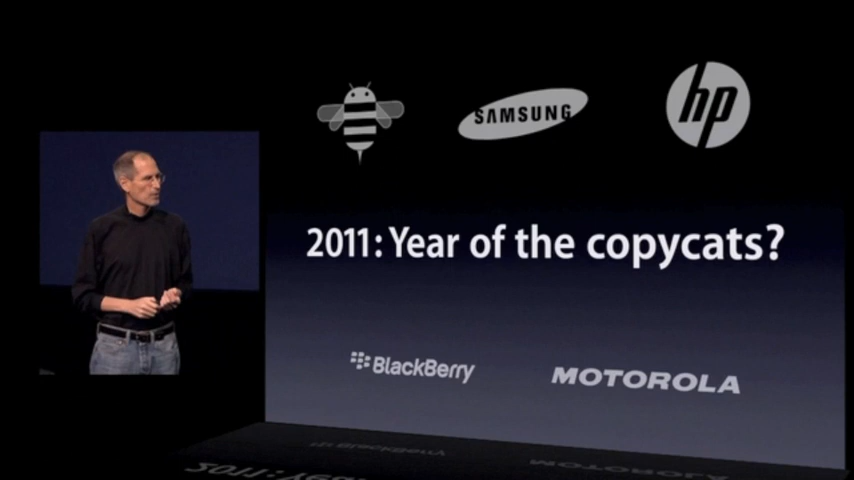 SAMSUNG
hp
2011: Year of the copycats?
BlackBerry
MOTOROLA